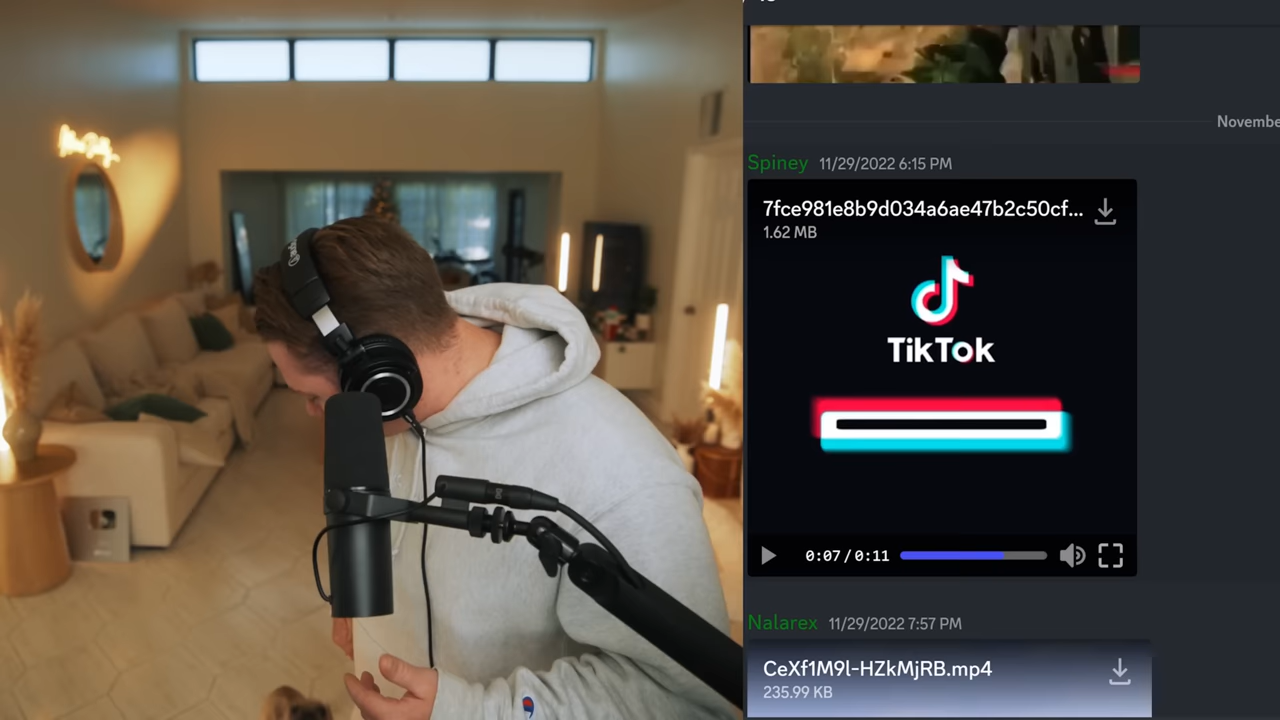 Novembe
Spiney 11/29/2022 6:15 PM
7fce981e8b9d034a6ae47b2c50cf...
1.62 MB
TikTok
0:07/0:11
Nalarex 11/29/2022 7:57 PM
CeXf1M9l-HZkMjRB.mp4
235.99 KB